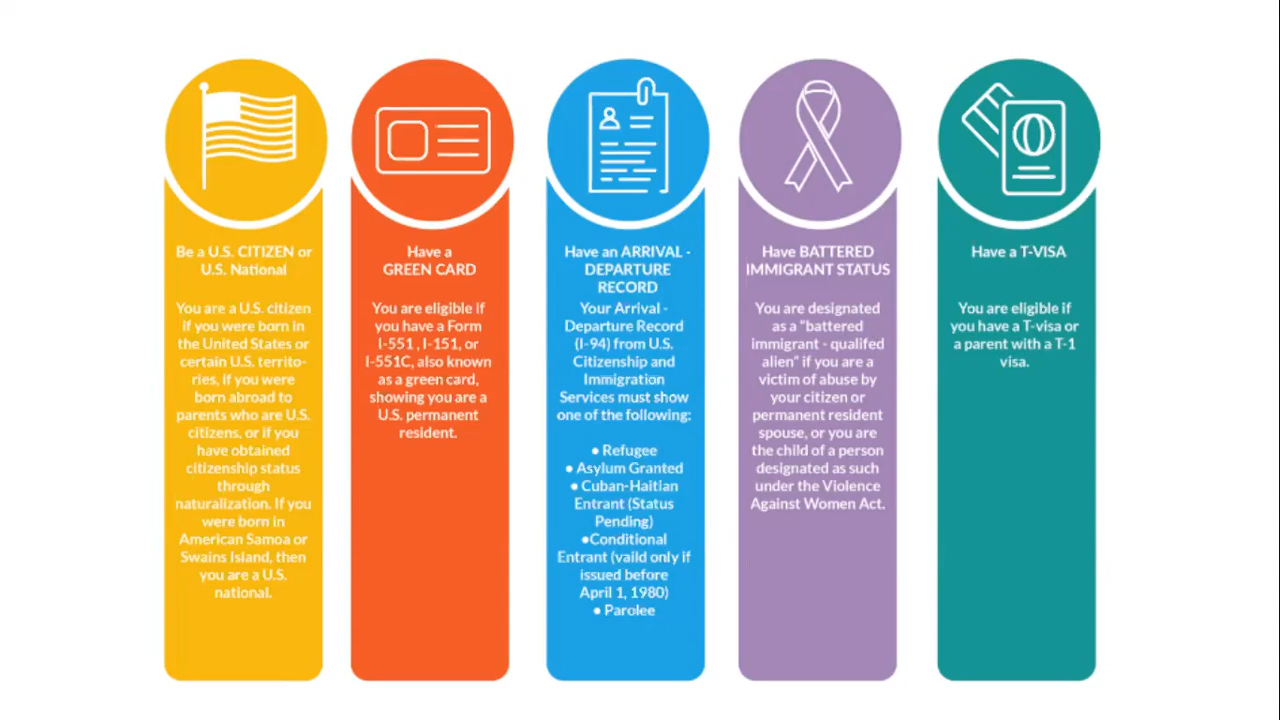 Be a U.S. CITIZEN or
U.S. National
You are a U.S. citizen
if you were born in
the United States or
certain U.S. territo-
ries, if you were
born abroad to
parents who are U.S.
citizens, or if you
have obtained
citizenship status
through
naturalization. If you
were born in
American Samoa or
Swains Island, then
you are a U.S.
national.
Have a
GREEN CARD
You are eligible if
you have a Form
I-551 , I-151, or
I-551C, also known
as a green card,
showing you are a
U.S. permanent
resident.
Have an ARRIVAL -
DEPARTURE
RECORD
Your Arrival -
Departure Record
(I-94) from U.S.
Citizenship and
Immigration
Services must show
one of the following:
• Refugee
• Asylum Granted
• Cuban-Haitian
Entrant (Status
Pending)
•Conditional
Entrant (vaild only if
issued before
April 1, 1980)
• Parolee
Have BATTERED
IMMIGRANT STATUS
You are designated
as a "battered
immigrant - qualifed
alien" if you are a
victim of abuse by
your citizen or
permanent resident
spouse, or you are
the child of a person
designated as such
under the Violence
Against Women Act.
Have a T-VISA
You are eligible if
you have a T-visa or
a parent with a T-1
visa.